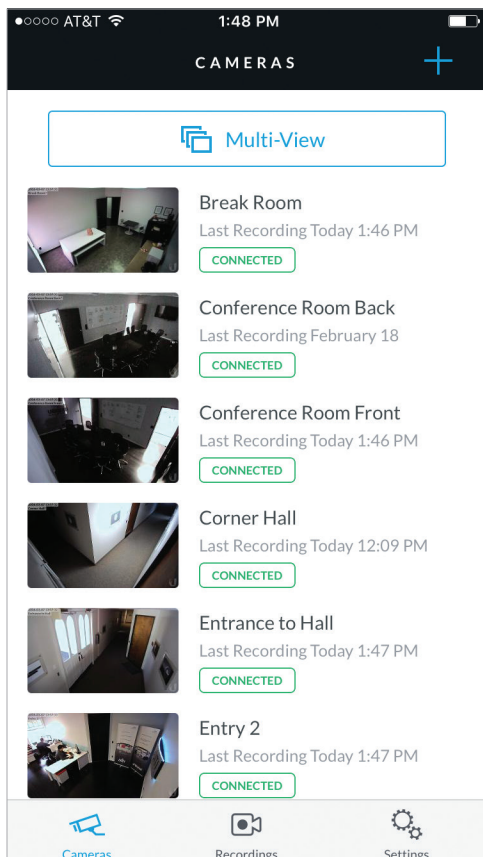 AT&T
1:48 PM
CAMERAS
Multi-View
Break Room
Last Recording Today 1:46 PM
CONNECTED
Conference Room Back
Last Recording February 18
CONNECTED
Conference Room Front
Last Recording Today 1:46 PM
CONNECTED
Corner Hall
Last Recording Today 12:09 PM
CONNECTED
Entrance to Hall
Last Recording Today 1:47 PM
CONNECTED
Entry 2
Last Recording Today 1:47 PM
CONNECTED
Cameras
Recordings
Settings